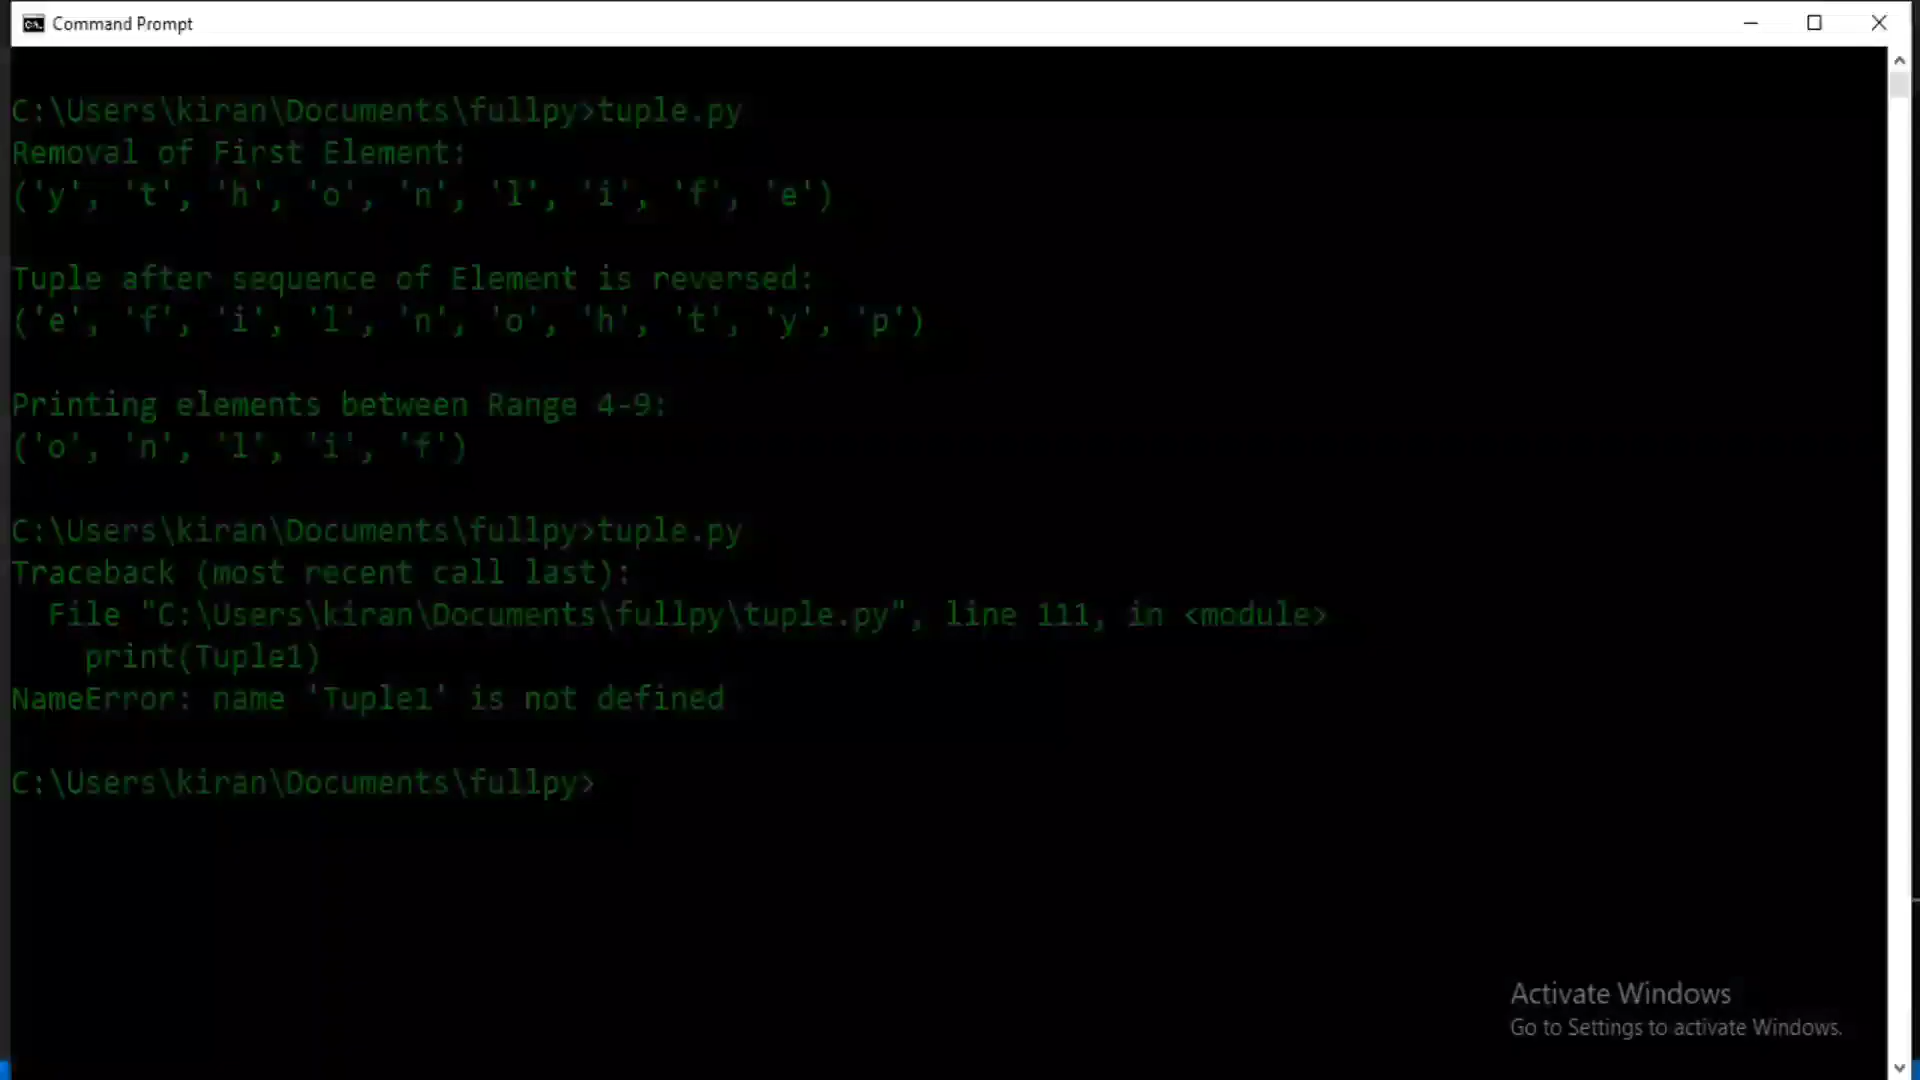 Command Prompt
C:\Users\kiran\Documents\fullpy>tuple.py
Removal of First Element:
('y', 't', 'h', 'o', 'n', 'l', 'i', 'f', 'e')
Tuple after sequence of Element is reversed:
('e', 'f', 'i', 'l', 'n', 'o', 'h', 't', 'y', 'p')
Printing elements between Range 4-9:
('o', 'n', 'l', 'i', 'f')
C:\Users\kiran\Documents\fullpy>tuple.py
Traceback (most recent call last):
File "C:\Users\kiran\Documents\fullpy\tuple.py", line 111, in <module>
print(Tuple1)
NameError: name 'Tuple1' is not defined
C:\Users\kiran\Documents\fullpy>
Activate Windows
Go to Settings to activate Windows.